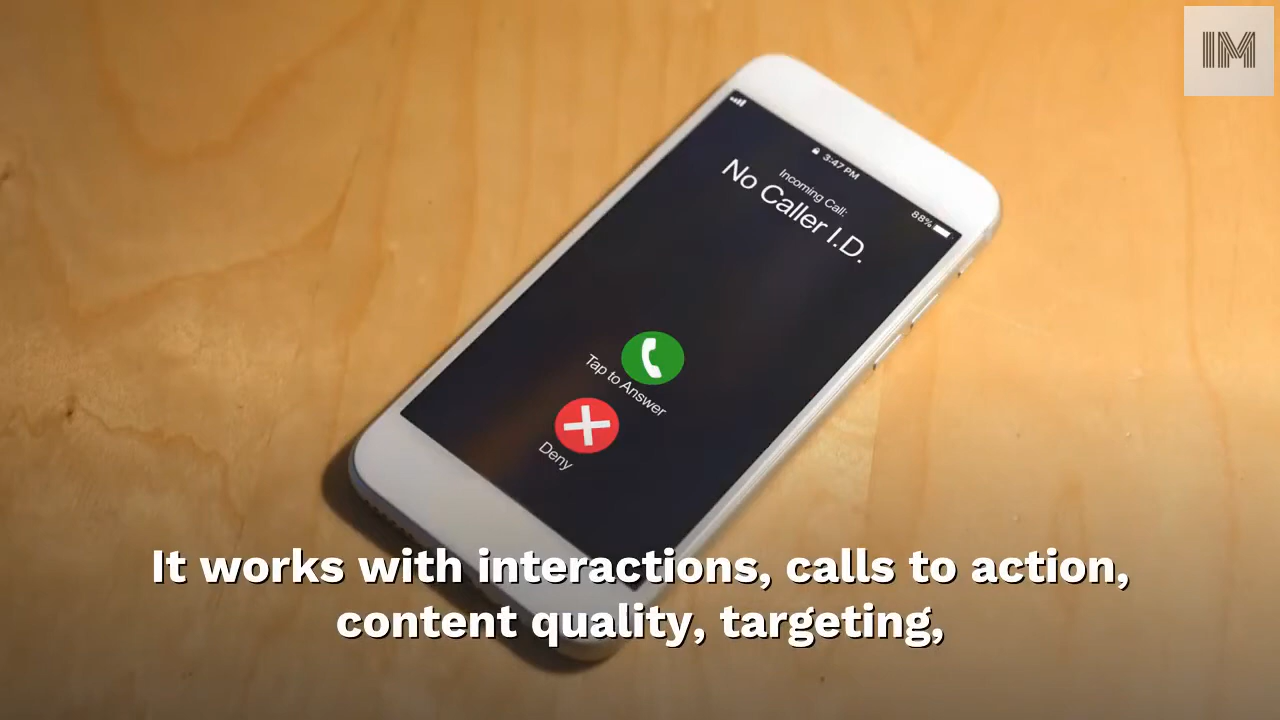 IM
3:47 PM
88%
Incoming Call:
No Caller I.D.
Tap to Answer
Deny
It works with interactions, calls to action,
content quality, targeting,